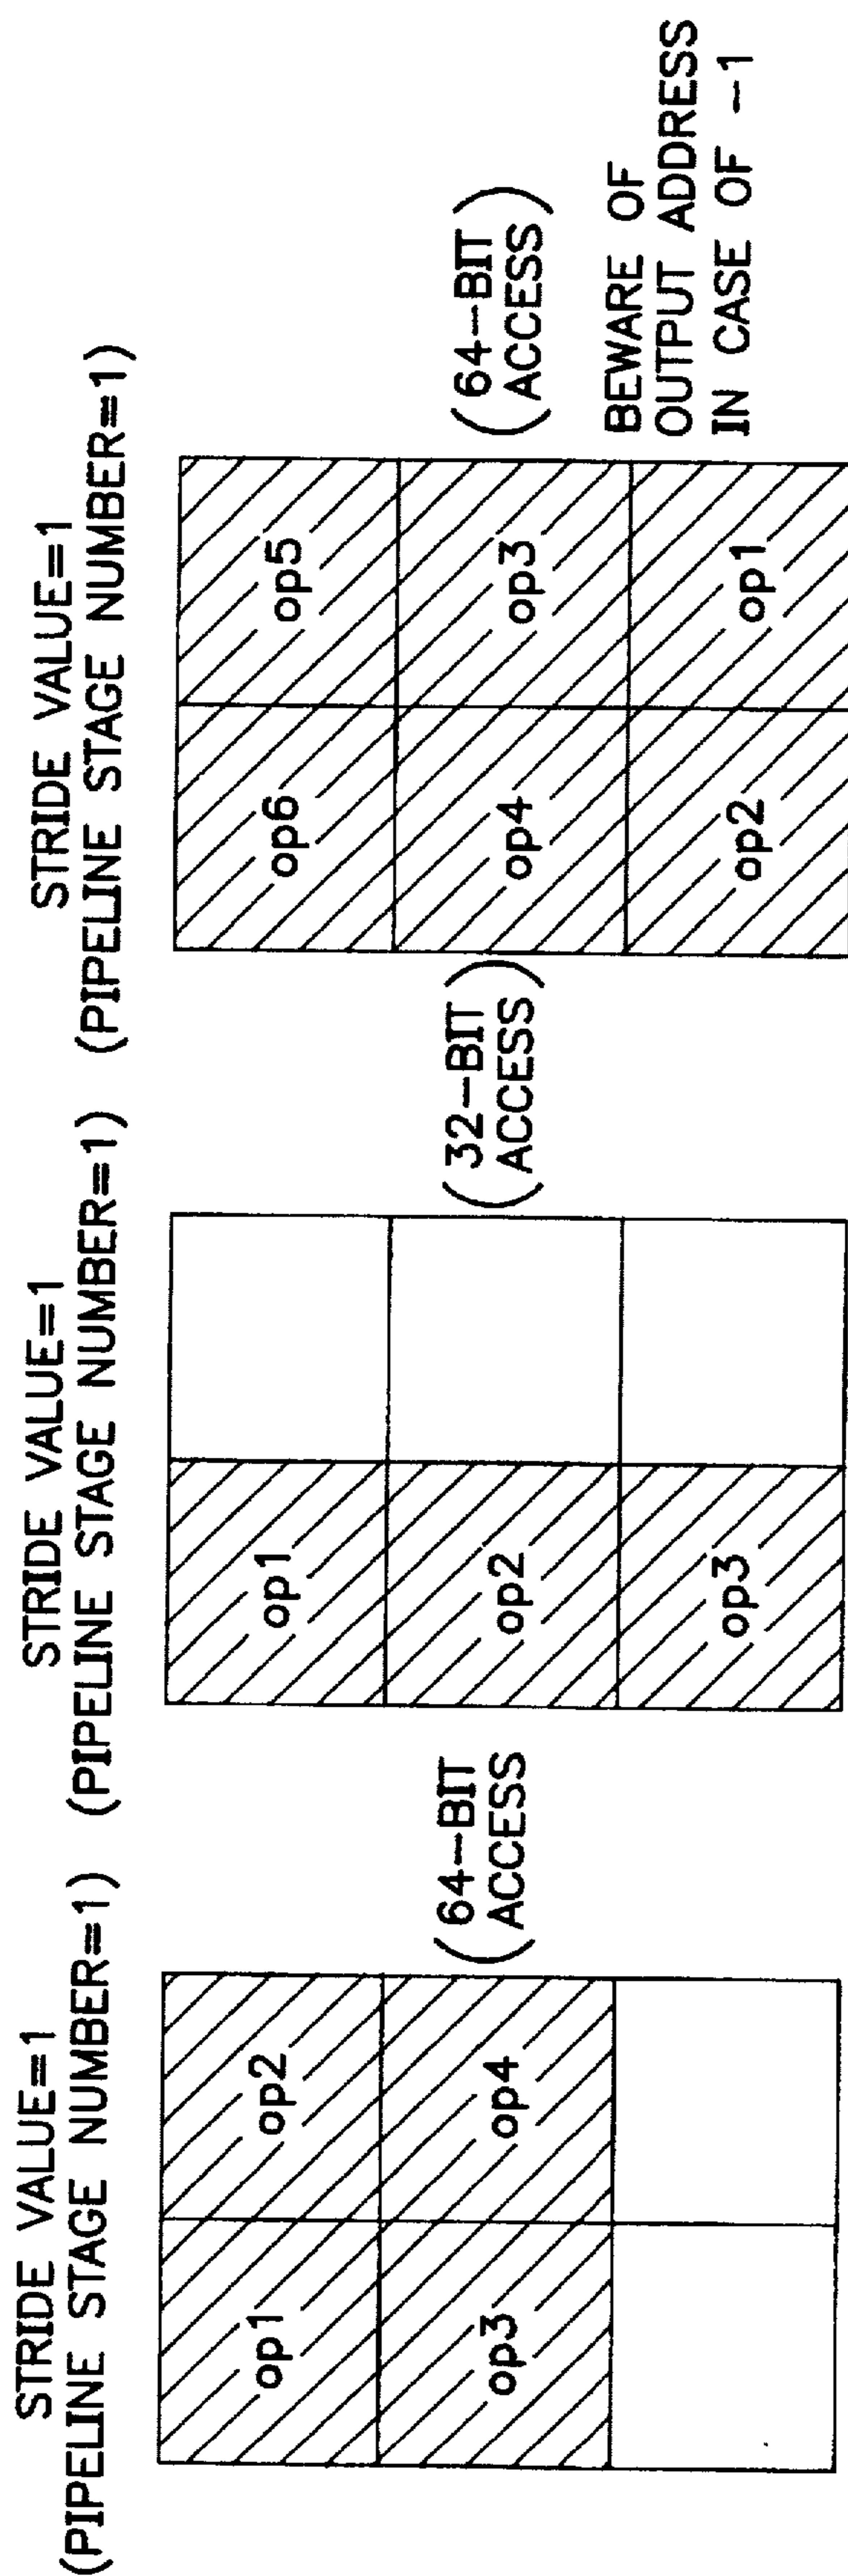 STRIDE VALUE=1
(PIPELINE STAGE NUMBER=1)
op1 op2
op3 op4
(64-BIT
ACCESS
STRIDE VALUE=1
(PIPELINE STAGE NUMBER=1)
op1
op2
op3
(32-BIT
ACCESS)
STRIDE VALUE=1
(PIPELINE STAGE NUMBER=1)
op6 op5
op4 op3
op2 op1
(64-BIT
ACCESS)
BEWARE OF
OUTPUT ADDRESS
IN CASE OF -1